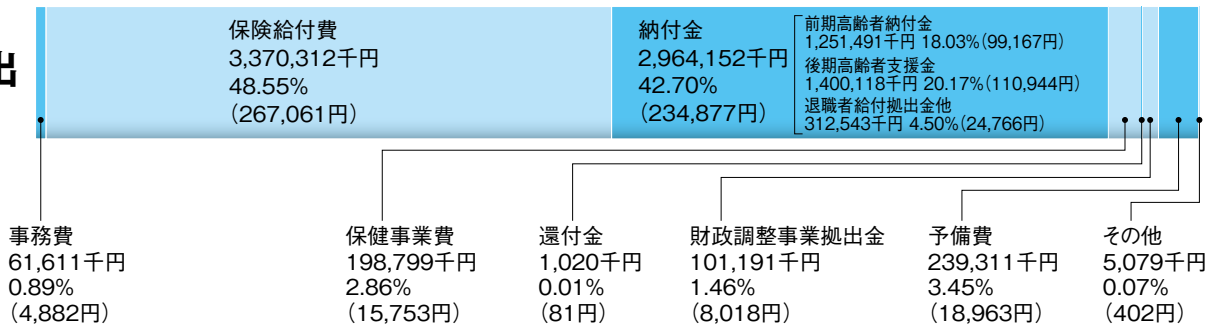 出
保険給付費
3,370,312千円
48.55%
(267,061円)
納付金
2,964,152千円
42.70%
(234,877円)
前期高齢者納付金
1,251,491千円 18.03%(99,167円)
後期高齢者支援金
1,400,118千円 20.17%(110,944円)
退職者給付拠出金他
312,543千円 4.50%(24,766円)
事務費
61,611千円
0.89%
(4,882円)
保健事業費
198,799千円
2.86%
(15,753円)
還付金
1,020千円
0.01%
(81円)
財政調整事業拠出金
101,191千円
1.46%
(8,018円)
予備費
239,311千円
3.45%
(18,963円)
その他
5,079千円
0.07%
(402円)